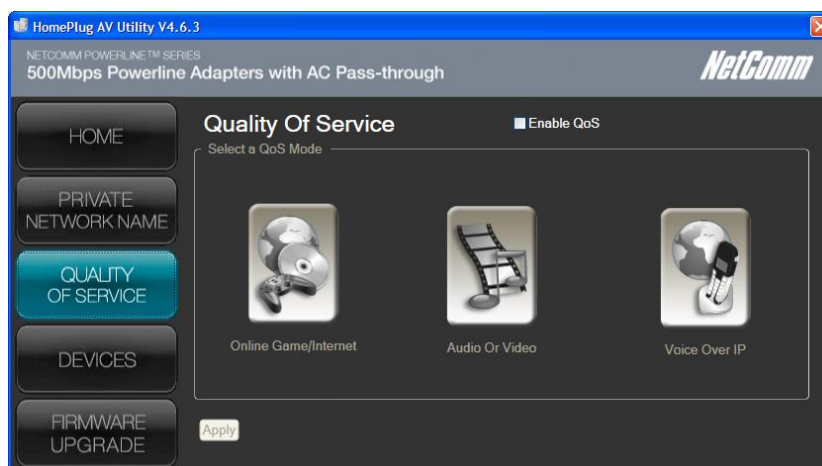 HomePlug AV Utility V4.6.3
NETCOMM POWERLINE™ SERIES
500Mbps Powerline Adapters with AC Pass-through
NetComm
HOME
PRIVATE
NETWORK NAME
QUALITY
OF SERVICE
DEVICES
FIRMWARE
UPGRADE
Quality Of Service
Enable QoS
Select a QoS Mode
Online Game/Internet
Audio Or Video
Voice Over IP
Apply